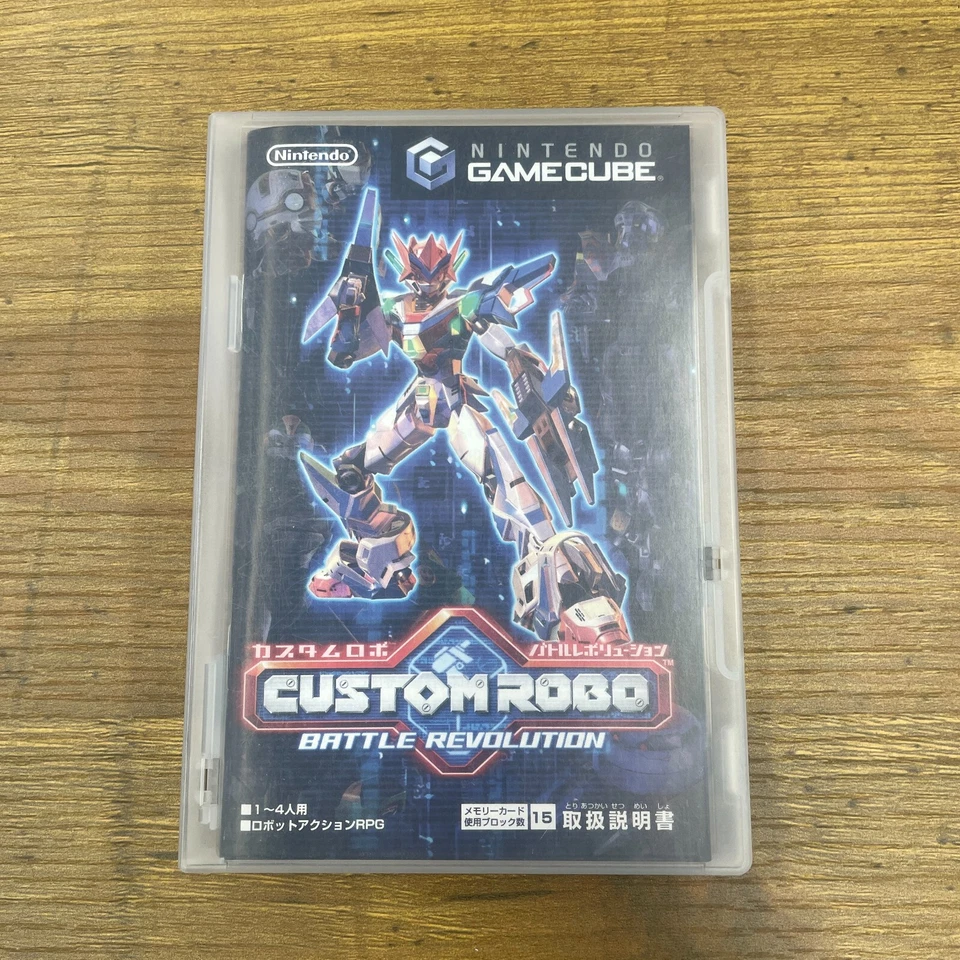 Nintendo
NINTENDO
GAMECUBE®
カスタムロボ バトルレボリューション
CUSTOM ROBO™
BATTLE REVOLUTION
■1〜4人用
■ロボットアクションRPG
メモリーカード
使用ブロック数 15
とり あつかい せつ めい しょ
取扱説明書